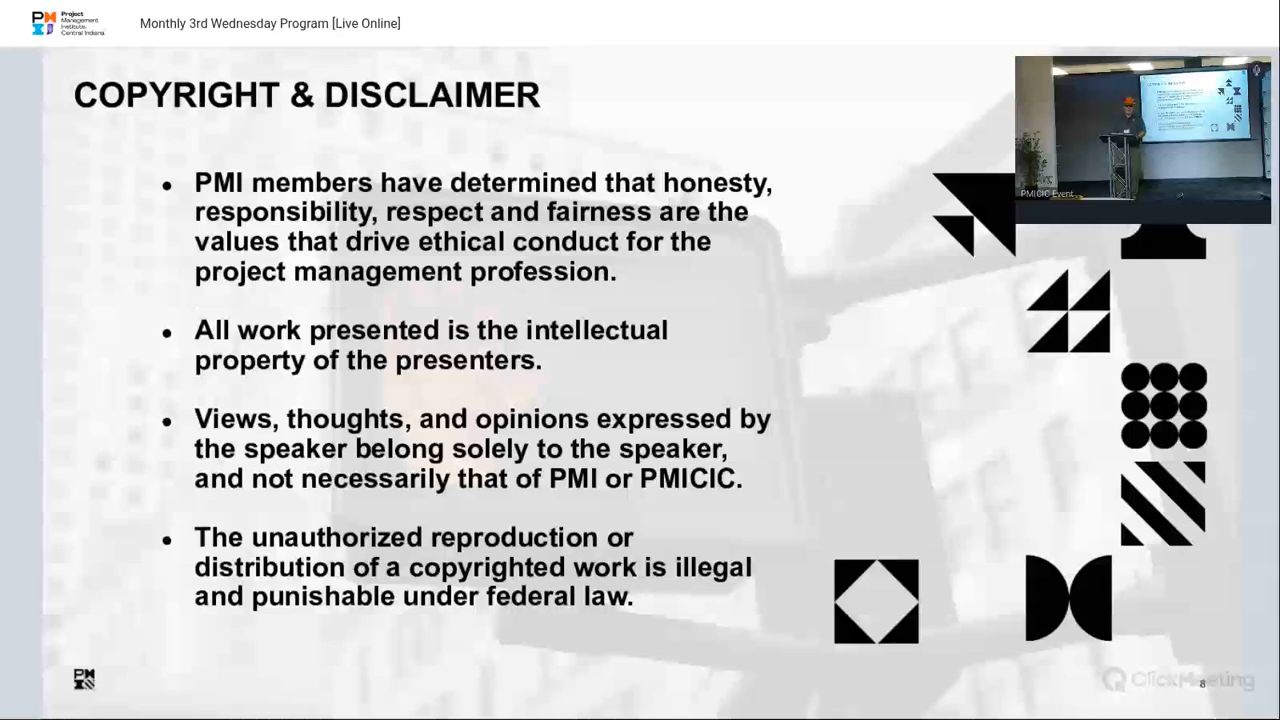 Project
Management
Institute.
Central Indiana
Monthly 3rd Wednesday Program [Live Online]
COPYRIGHT & DISCLAIMER
PMICIC Event
• PMI members have determined that honesty,
responsibility, respect and fairness are the
values that drive ethical conduct for the
project management profession.
• All work presented is the intellectual
property of the presenters.
• Views, thoughts, and opinions expressed by
the speaker belong solely to the speaker,
and not necessarily that of PMI or PMICIC.
• The unauthorized reproduction or
distribution of a copyrighted work is illegal
and punishable under federal law.
8
ClickMeeting